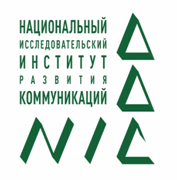 НАЦИОНАЛЬНЫЙ
ИССЛЕДОВАТЕЛЬСКИЙ
ИНСТИТУТ
РАЗВИТИЯ
КОММУНИКАЦИЙ
NIC